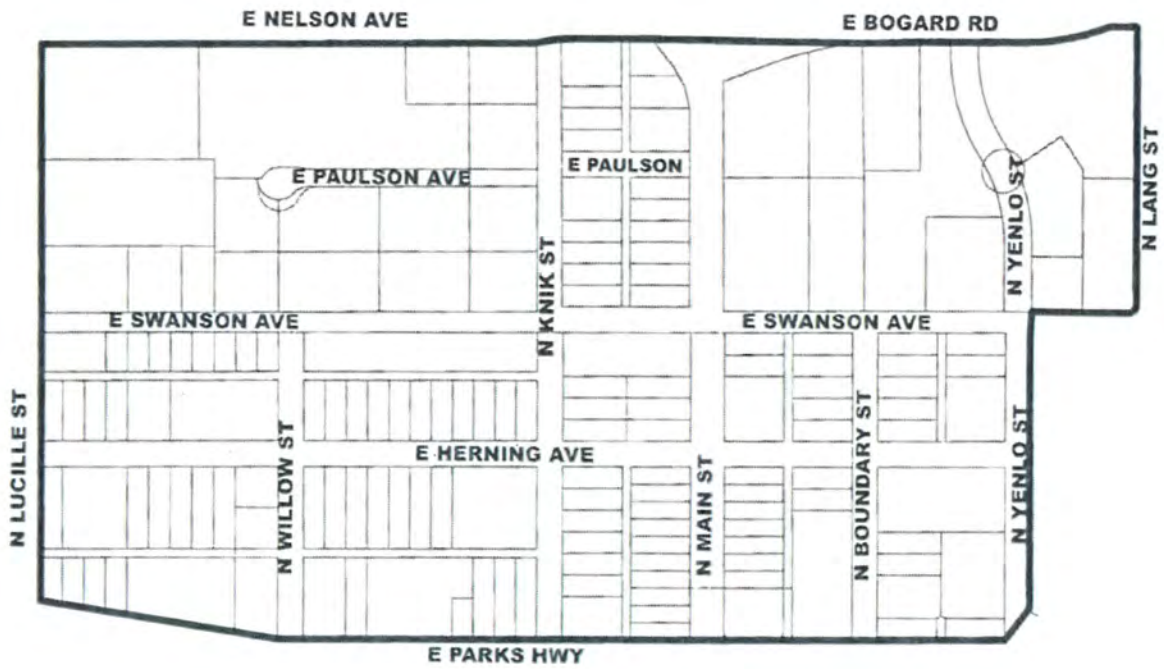 E NELSON AVE
E BOGARD RD
N LANG ST
E PAULSON AVE
E PAULSON
N YENLO ST
N KNIK ST
E SWANSON AVE
E SWANSON AVE
N LUCILLE ST
N WILLOW ST
E HERNING AVE
N MAIN ST
N BOUNDARY ST
N YENLO ST
E PARKS HWY